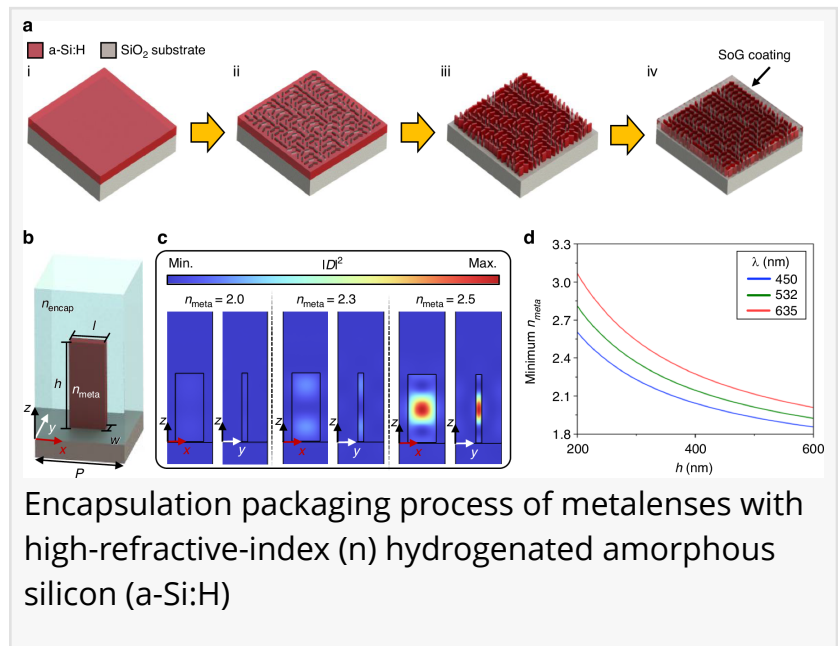 a
a-Si:H SiO₂ substrate
i ii iii iv
SoG coating
b
n_encap
l
h
n_meta
w
z
y
x
P
c
Min. |D|² Max.
n_meta = 2.0 n_meta = 2.3 n_meta = 2.5
z z z z z z
x y x y x y
d
Minimum n_meta
3.3
3.0
2.7
2.4
2.1
1.8
λ (nm)
450
532
635
200 400 600
h (nm)
Encapsulation packaging process of metalenses with
high-refractive-index (n) hydrogenated amorphous
silicon (a-Si:H)